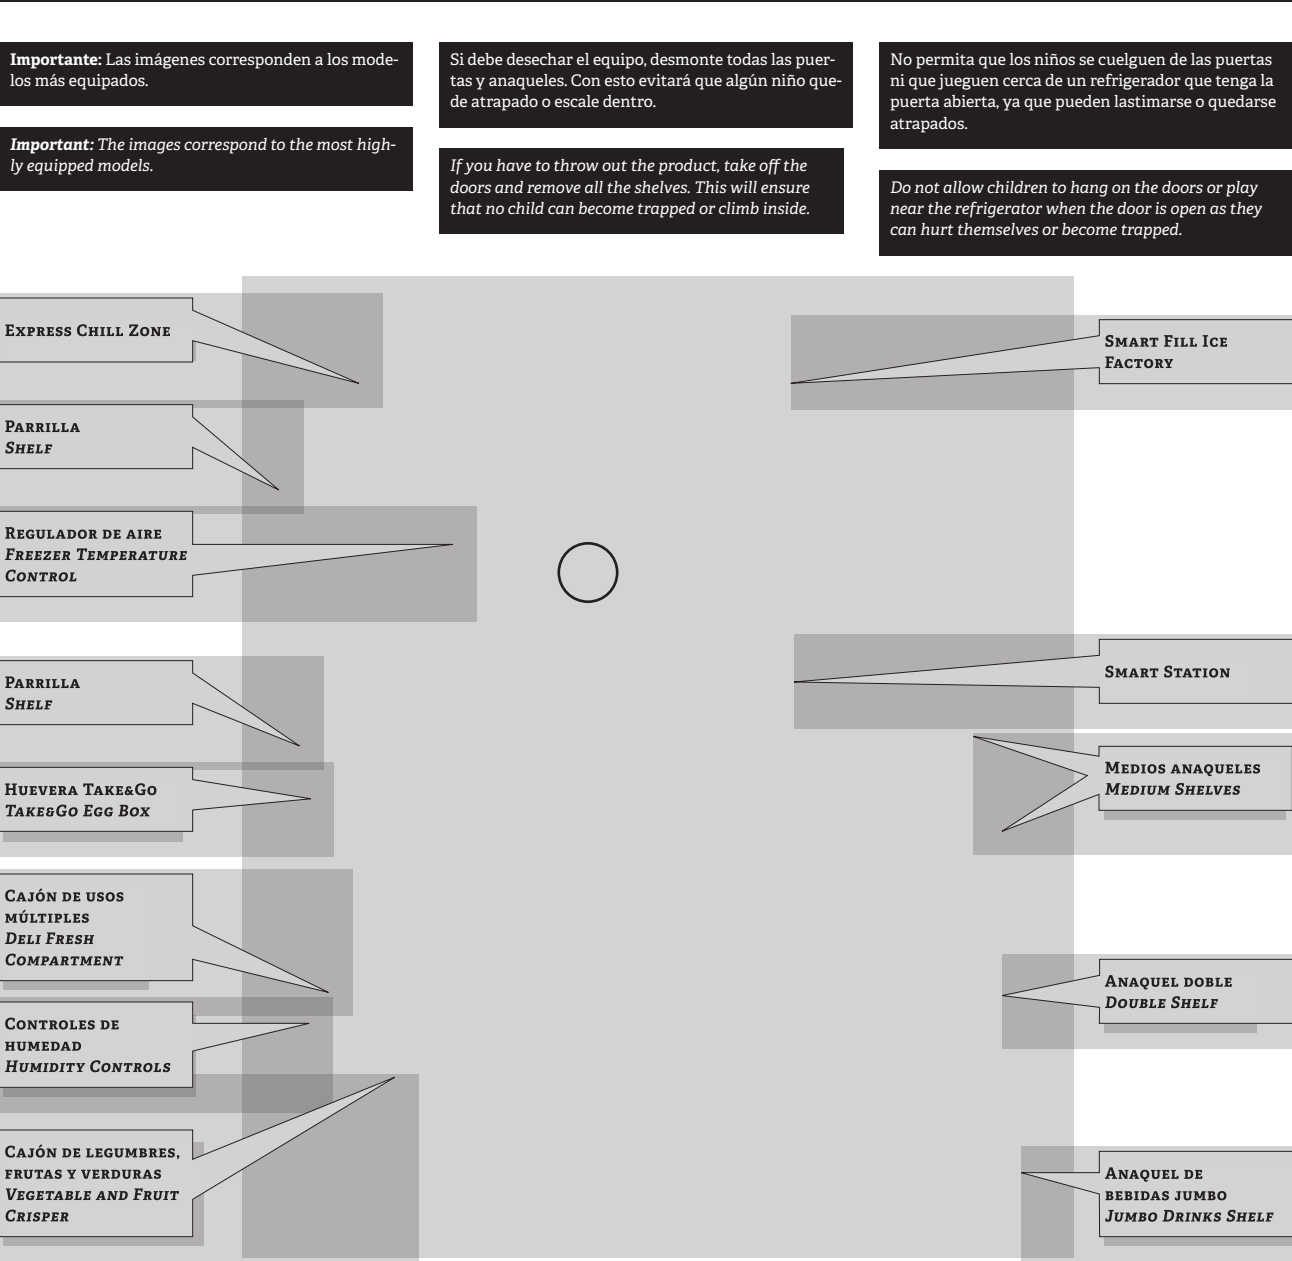 Importante: Las imágenes corresponden a los mode-
los más equipados.
Important: The images correspond to the most high-
ly equipped models.
Si debe desechar el equipo, desmonte todas las puer-
tas y anaqueles. Con esto evitará que algún niño que-
de atrapado o escale dentro.
If you have to throw out the product, take off the
doors and remove all the shelves. This will ensure
that no child can become trapped or climb inside.
No permita que los niños se cuelguen de las puertas
ni que jueguen cerca de un refrigerador que tenga la
puerta abierta, ya que pueden lastimarse o quedarse
atrapados.
Do not allow children to hang on the doors or play
near the refrigerator when the door is open as they
can hurt themselves or become trapped.
Express Chill Zone
Parrilla
Shelf
Regulador de aire
Freezer Temperature
Control
Parrilla
Shelf
Huevera Take&Go
Take&Go Egg Box
Cajón de usos
múltiples
Deli Fresh
Compartment
Controles de
humedad
Humidity Controls
Cajón de legumbres,
frutas y verduras
Vegetable and Fruit
Crisper
Smart Fill Ice
Factory
Smart Station
Medios anaqueles
Medium Shelves
Anaquel doble
Double Shelf
Anaquel de
bebidas jumbo
Jumbo Drinks Shelf